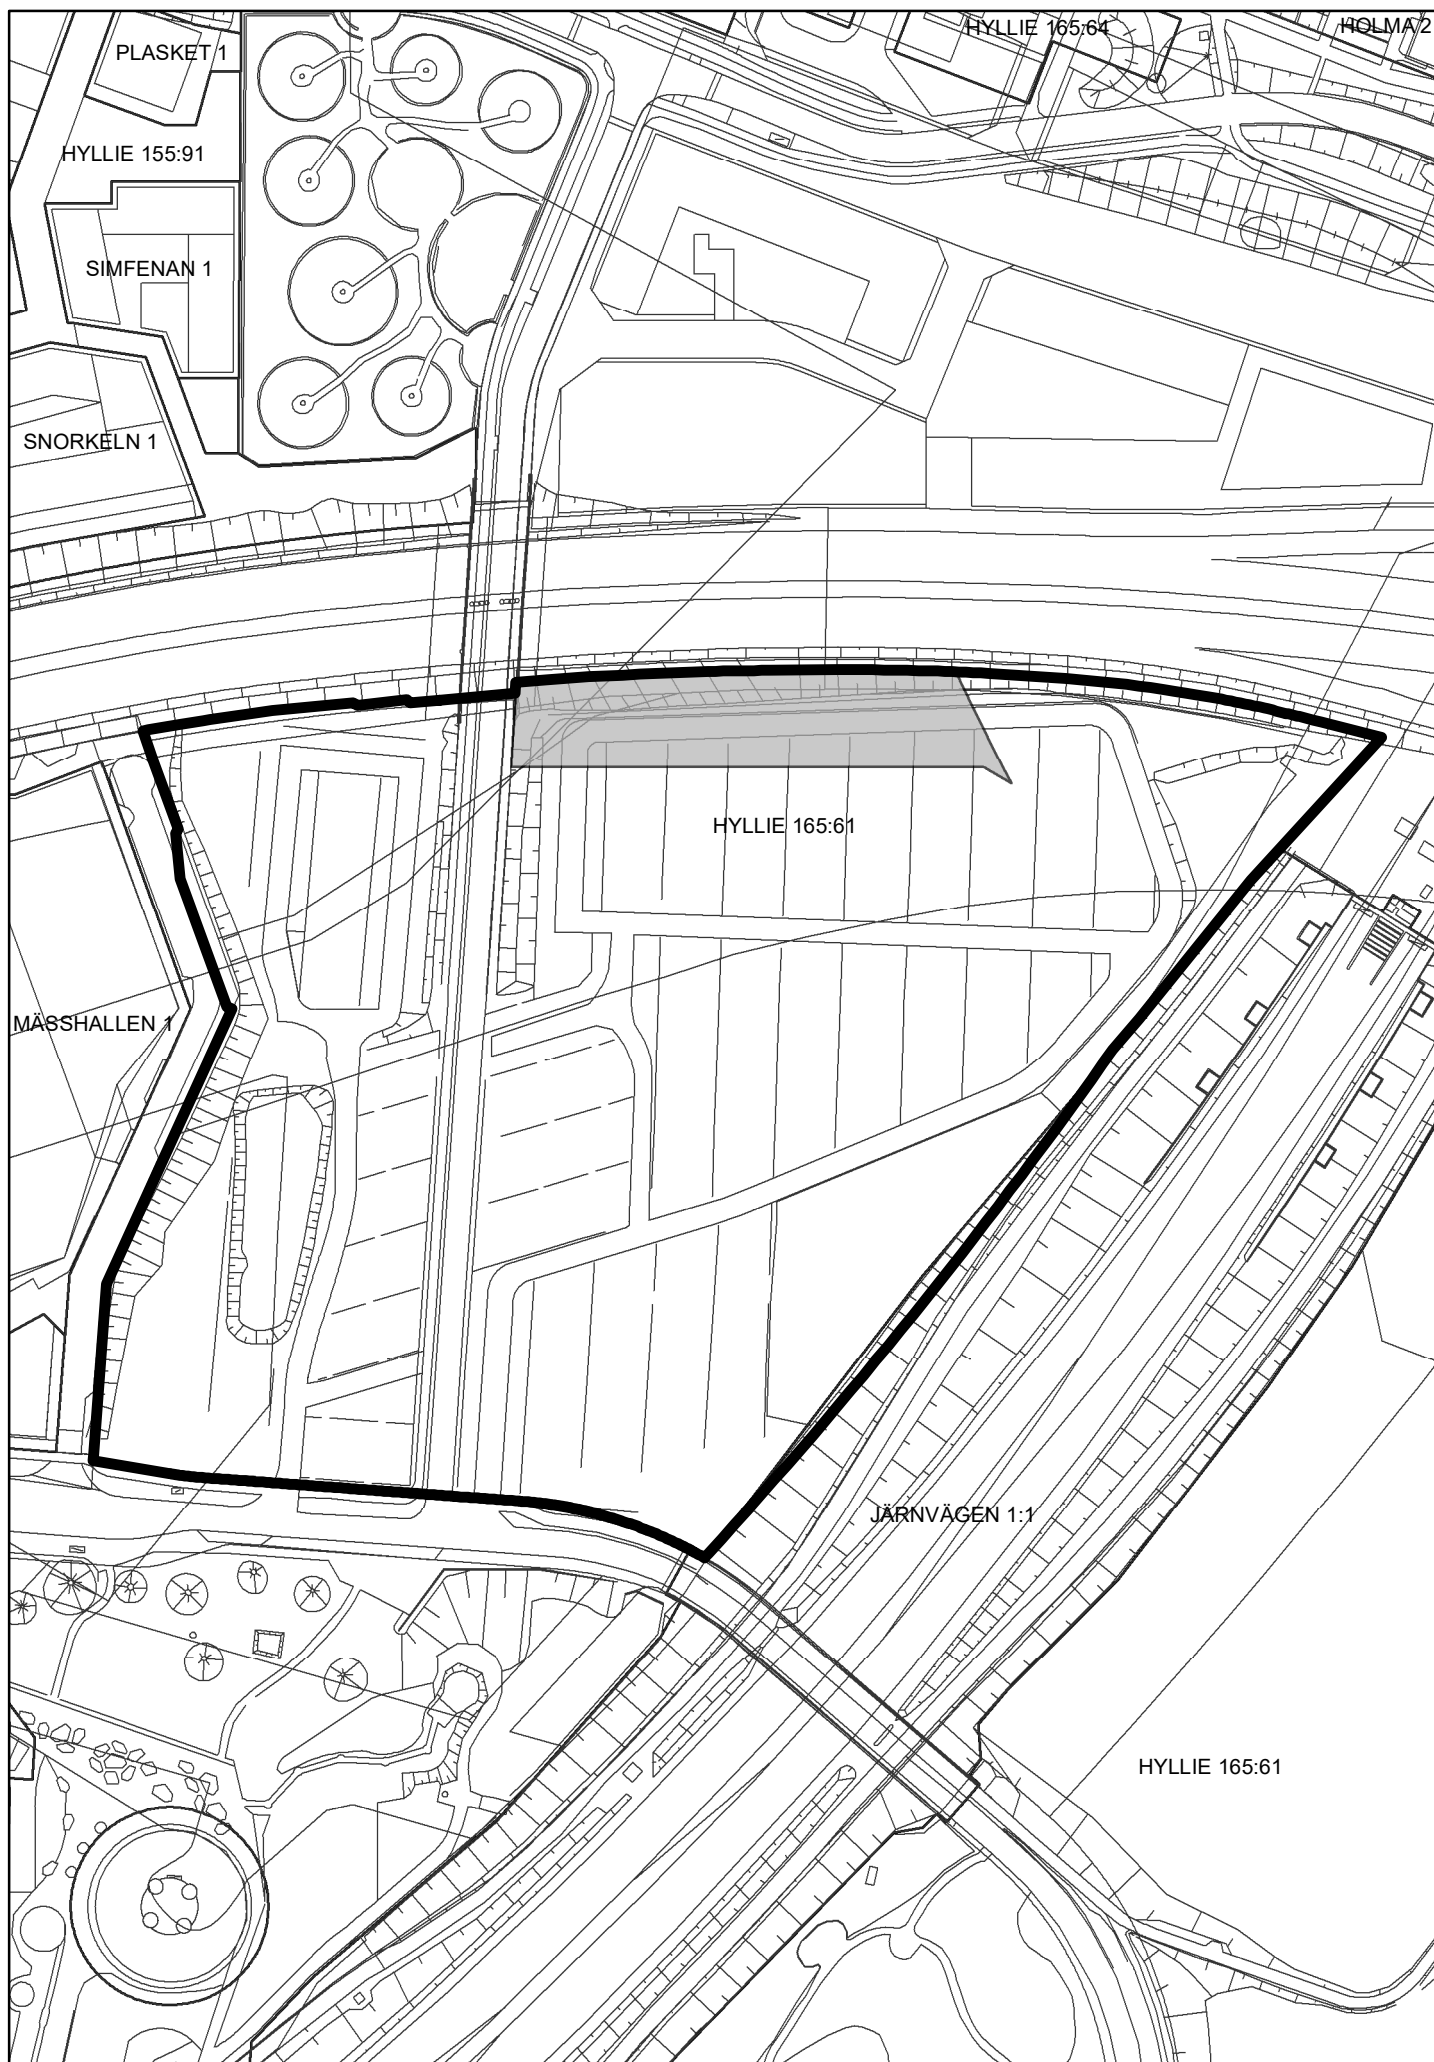 HYLLIE 165:64
HOLMA 2
PLASKET 1
HYLLIE 155:91
SIMFENAN 1
SNORKELN 1
HYLLIE 165:61
MÄSSHALLEN 1
JÄRNVÄGEN 1:1
HYLLIE 165:61